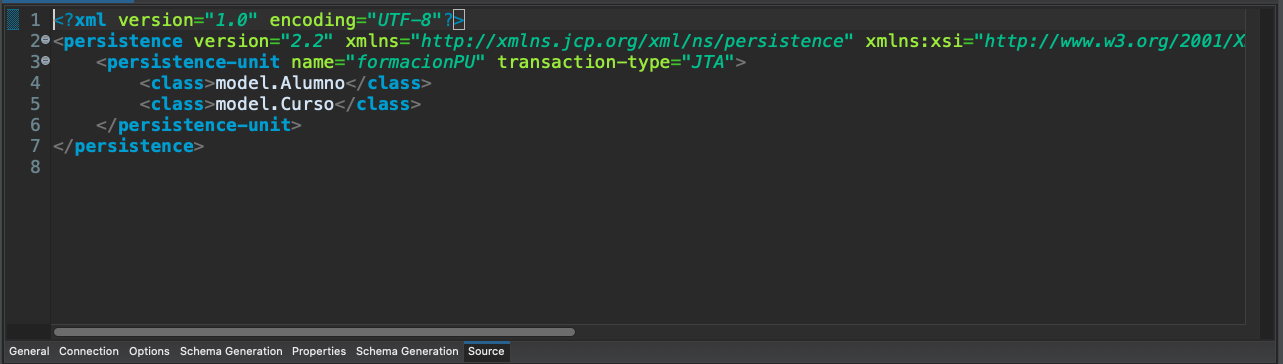 1 <?xml version="1.0" encoding="UTF-8"?>
2 <persistence version="2.2" xmlns="http://xmlns.jcp.org/xml/ns/persistence" xmlns:xsi="http://www.w3.org/2001/X
3 <persistence-unit name="formacionPU" transaction-type="JTA">
4 <class>model.Alumno</class>
5 <class>model.Curso</class>
6 </persistence-unit>
7 </persistence>
8
General Connection Options Schema Generation Properties Schema Generation Source